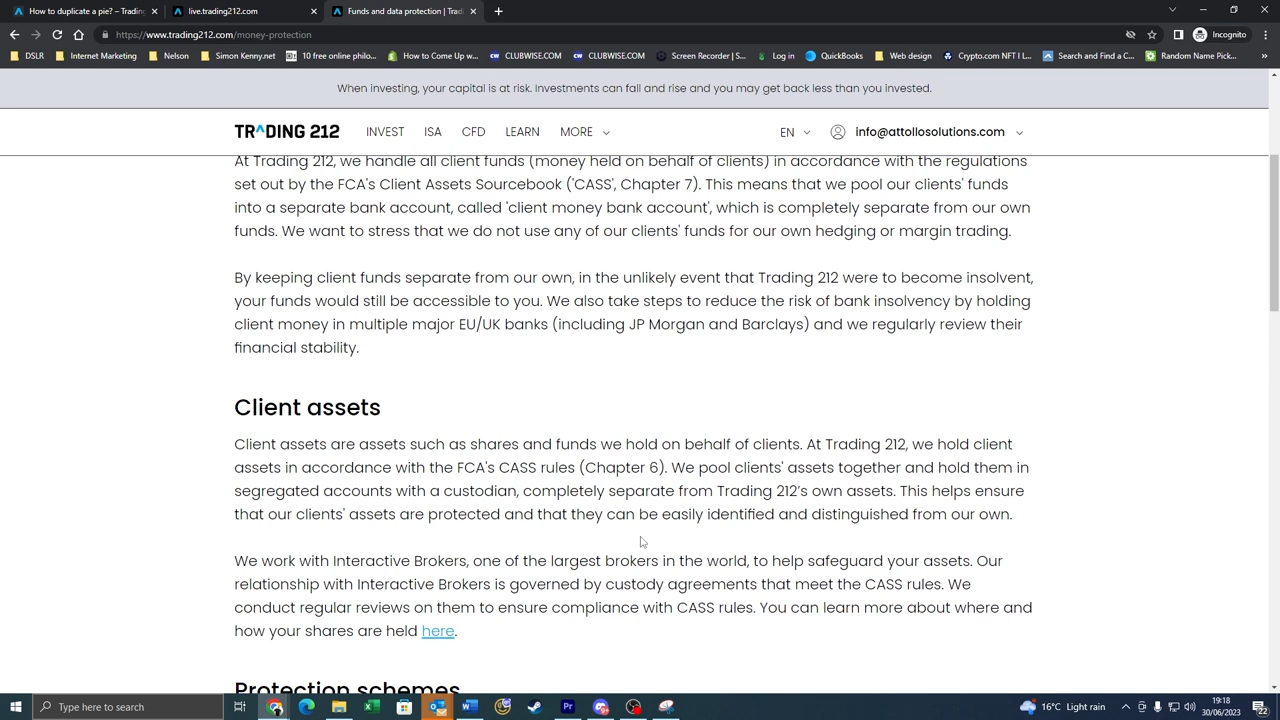 How to duplicate a pie? - Trading
live.trading212.com
Funds and data protection | Tradi
https://www.trading212.com/money-protection
Incognito
DSLR
Internet Marketing
Nelson
Simon Kenny.net
10 free online philo...
How to Come Up w...
CLUBWISE.COM
CLUBWISE.COM
Screen Recorder | S...
Log in
QuickBooks
Web design
Crypto.com NFT I L...
Search and Find a C...
Random Name Pick...
When investing, your capital is at risk. Investments can fall and rise and you may get back less than you invested.
TRADING 212
INVEST
ISA
CFD
LEARN
MORE
EN
info@attollosolutions.com
At Trading 212, we handle all client funds (money held on behalf of clients) in accordance with the regulations
set out by the FCA's Client Assets Sourcebook ('CASS', Chapter 7). This means that we pool our clients' funds
into a separate bank account, called 'client money bank account', which is completely separate from our own
funds. We want to stress that we do not use any of our clients' funds for our own hedging or margin trading.
By keeping client funds separate from our own, in the unlikely event that Trading 212 were to become insolvent,
your funds would still be accessible to you. We also take steps to reduce the risk of bank insolvency by holding
client money in multiple major EU/UK banks (including JP Morgan and Barclays) and we regularly review their
financial stability.
Client assets
Client assets are assets such as shares and funds we hold on behalf of clients. At Trading 212, we hold client
assets in accordance with the FCA's CASS rules (Chapter 6). We pool clients' assets together and hold them in
segregated accounts with a custodian, completely separate from Trading 212's own assets. This helps ensure
that our clients' assets are protected and that they can be easily identified and distinguished from our own.
We work with Interactive Brokers, one of the largest brokers in the world, to help safeguard your assets. Our
relationship with Interactive Brokers is governed by custody agreements that meet the CASS rules. We
conduct regular reviews on them to ensure compliance with CASS rules. You can learn more about where and
how your shares are held here.
Protection schemes
Type here to search
16°C Light rain
19:18
30/06/2023